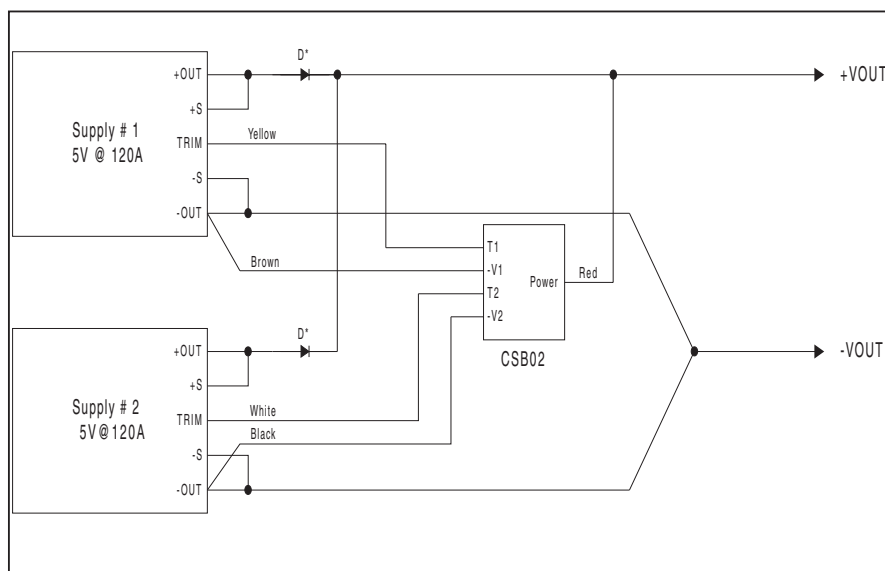 D*
+OUT
+VOUT
+S
Supply # 1
5V @ 120A
TRIM
Yellow
-S
-OUT
Brown
T1
-V1
T2
-V2
Power
Red
CSB02
D*
+OUT
-VOUT
+S
Supply # 2
5V@120A
TRIM
White
Black
-S
-OUT